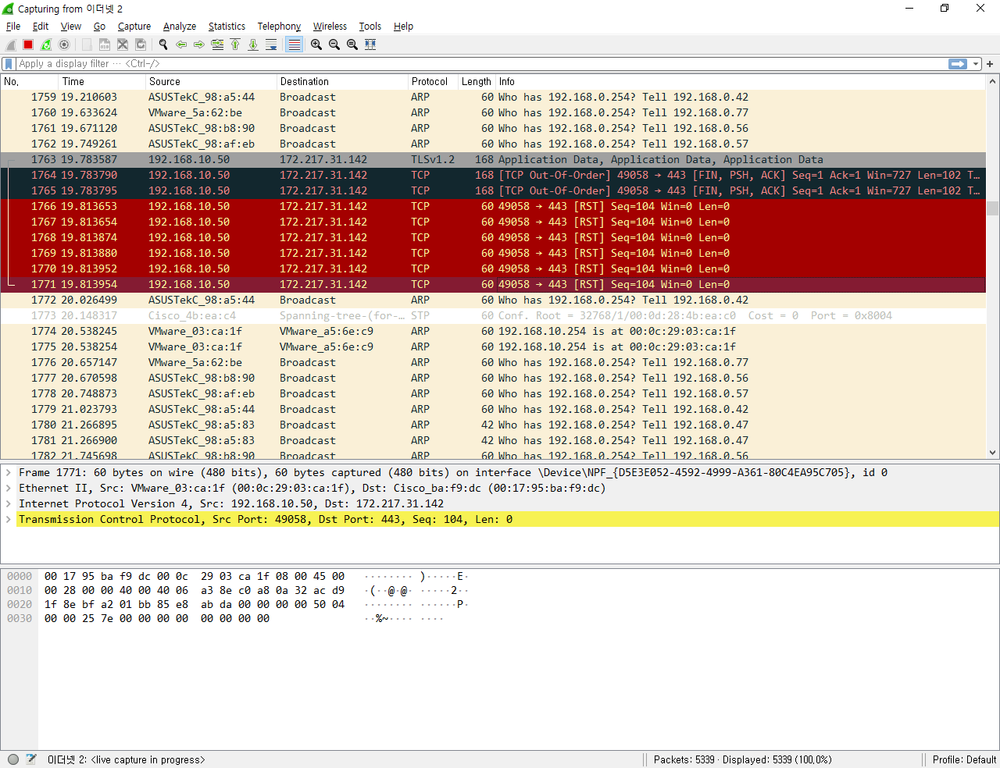 Capturing from 이더넷 2
File Edit View Go Capture Analyze Statistics Telephony Wireless Tools Help
Apply a display filter ··· <Ctrl-/>
No. Time Source Destination Protocol Length Info
1759 19.210603 ASUSTekC_98:a5:44 Broadcast ARP 60 Who has 192.168.0.254? Tell 192.168.0.42
1760 19.633624 VMware_5a:62:be Broadcast ARP 60 Who has 192.168.0.254? Tell 192.168.0.77
1761 19.671120 ASUSTekC_98:b8:90 Broadcast ARP 60 Who has 192.168.0.254? Tell 192.168.0.56
1762 19.749261 ASUSTekC_98:af:eb Broadcast ARP 60 Who has 192.168.0.254? Tell 192.168.0.57
1763 19.783587 192.168.10.50 172.217.31.142 TLSv1.2 168 Application Data, Application Data, Application Data
1764 19.783790 192.168.10.50 172.217.31.142 TCP 168 [TCP Out-Of-Order] 49058 → 443 [FIN, PSH, ACK] Seq=1 Ack=1 Win=727 Len=102 T…
1765 19.783795 192.168.10.50 172.217.31.142 TCP 168 [TCP Out-Of-Order] 49058 → 443 [FIN, PSH, ACK] Seq=1 Ack=1 Win=727 Len=102 T…
1766 19.813653 192.168.10.50 172.217.31.142 TCP 60 49058 → 443 [RST] Seq=104 Win=0 Len=0
1767 19.813654 192.168.10.50 172.217.31.142 TCP 60 49058 → 443 [RST] Seq=104 Win=0 Len=0
1768 19.813874 192.168.10.50 172.217.31.142 TCP 60 49058 → 443 [RST] Seq=104 Win=0 Len=0
1769 19.813880 192.168.10.50 172.217.31.142 TCP 60 49058 → 443 [RST] Seq=104 Win=0 Len=0
1770 19.813952 192.168.10.50 172.217.31.142 TCP 60 49058 → 443 [RST] Seq=104 Win=0 Len=0
1771 19.813954 192.168.10.50 172.217.31.142 TCP 60 49058 → 443 [RST] Seq=104 Win=0 Len=0
1772 20.026499 ASUSTekC_98:a5:44 Broadcast ARP 60 Who has 192.168.0.254? Tell 192.168.0.42
1773 20.148317 Cisco_4b:ea:c4 Spanning-tree-(for-… STP 60 Conf. Root = 32768/1/00:0d:28:4b:ea:c0 Cost = 0 Port = 0x8004
1774 20.538245 VMware_03:ca:1f VMware_a5:6e:c9 ARP 60 192.168.10.254 is at 00:0c:29:03:ca:1f
1775 20.538254 VMware_03:ca:1f VMware_a5:6e:c9 ARP 60 192.168.10.254 is at 00:0c:29:03:ca:1f
1776 20.657147 VMware_5a:62:be Broadcast ARP 60 Who has 192.168.0.254? Tell 192.168.0.77
1777 20.670598 ASUSTekC_98:b8:90 Broadcast ARP 60 Who has 192.168.0.254? Tell 192.168.0.56
1778 20.748873 ASUSTekC_98:af:eb Broadcast ARP 60 Who has 192.168.0.254? Tell 192.168.0.57
1779 21.023793 ASUSTekC_98:a5:44 Broadcast ARP 60 Who has 192.168.0.254? Tell 192.168.0.42
1780 21.266895 ASUSTekC_98:a5:83 Broadcast ARP 42 Who has 192.168.0.254? Tell 192.168.0.47
1781 21.266900 ASUSTekC_98:a5:83 Broadcast ARP 42 Who has 192.168.0.254? Tell 192.168.0.47
1782 21.745698 ASUSTekC_98:b8:90 Broadcast ARP 60 Who has 192.168.0.254? Tell 192.168.0.56
Frame 1771: 60 bytes on wire (480 bits), 60 bytes captured (480 bits) on interface \Device\NPF_{D5E3E052-4592-4999-A361-80C4EA95C705}, id 0
Ethernet II, Src: VMware_03:ca:1f (00:0c:29:03:ca:1f), Dst: Cisco_ba:f9:dc (00:17:95:ba:f9:dc)
Internet Protocol Version 4, Src: 192.168.10.50, Dst: 172.217.31.142
Transmission Control Protocol, Src Port: 49058, Dst Port: 443, Seq: 104, Len: 0
0000 00 17 95 ba f9 dc 00 0c 29 03 ca 1f 08 00 45 00 ········ )·····E·
0010 00 28 00 00 40 00 40 06 a3 8e c0 a8 0a 32 ac d9 ·(··@·@· ·····2··
0020 1f 8e bf a2 01 bb 85 e8 ab da 00 00 00 00 50 04 ········ ······P·
0030 00 00 25 7e 00 00 00 00 00 00 00 00 ··%~···· ····
이더넷 2: <live capture in progress> Packets: 5339 · Displayed: 5339 (100,0%) Profile: Default